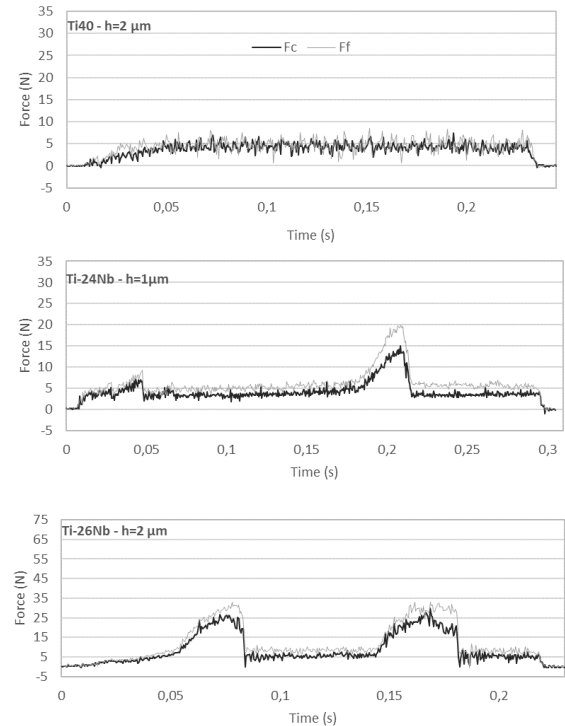 Ti40 - h=2 µm
Fc Ff
Force (N)
35
30
25
20
15
10
5
0
-5
0 0,05 0,1 0,15 0,2
Time (s)
Ti-24Nb - h=1µm
Force (N)
35
30
25
20
15
10
5
0
-5
0 0,05 0,1 0,15 0,2 0,25 0,3
Time (s)
Ti-26Nb - h=2 µm
Force (N)
75
65
55
45
35
25
15
5
-5
0 0,05 0,1 0,15 0,2
Time (s)